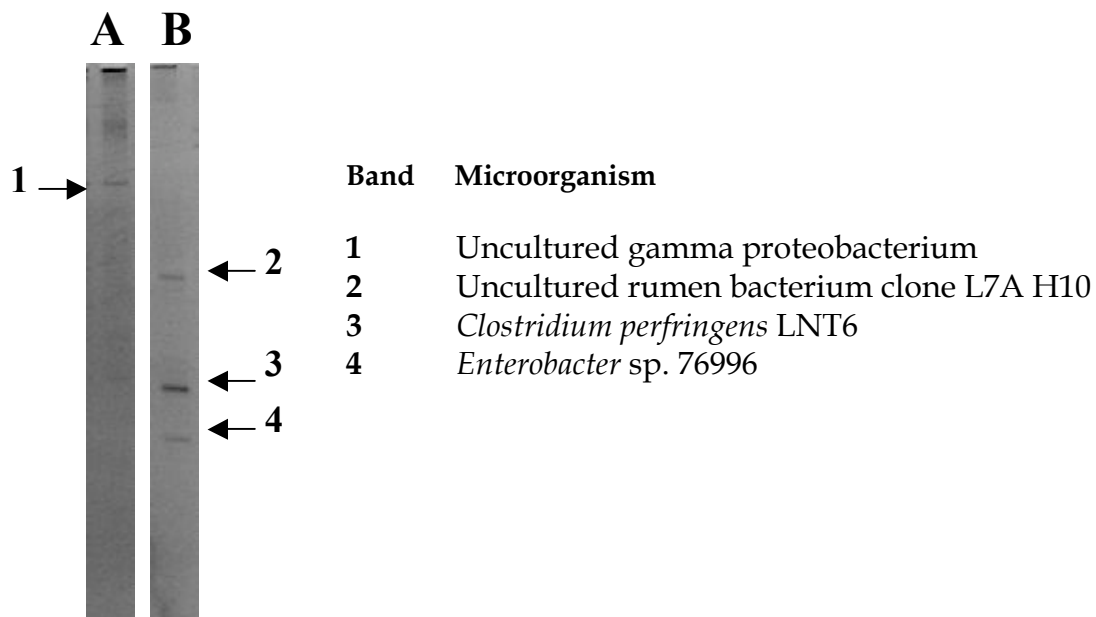 A B
1
2
3
4
Band Microorganism
1 Uncultured gamma proteobacterium
2 Uncultured rumen bacterium clone L7A H10
3 Clostridium perfringens LNT6
4 Enterobacter sp. 76996